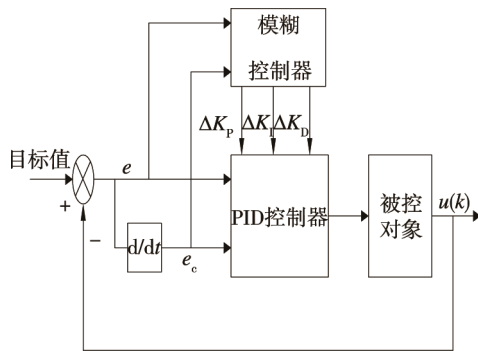 模糊
控制器
ΔK_P ΔK_I ΔK_D
目标值
e
+
−
d/dt
e_c
PID控制器
被控
对象
u(k)